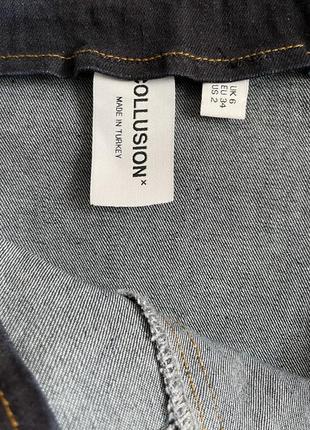 COLLUSION×
MADE IN TURKEY
UK 6
EU 34
US 2